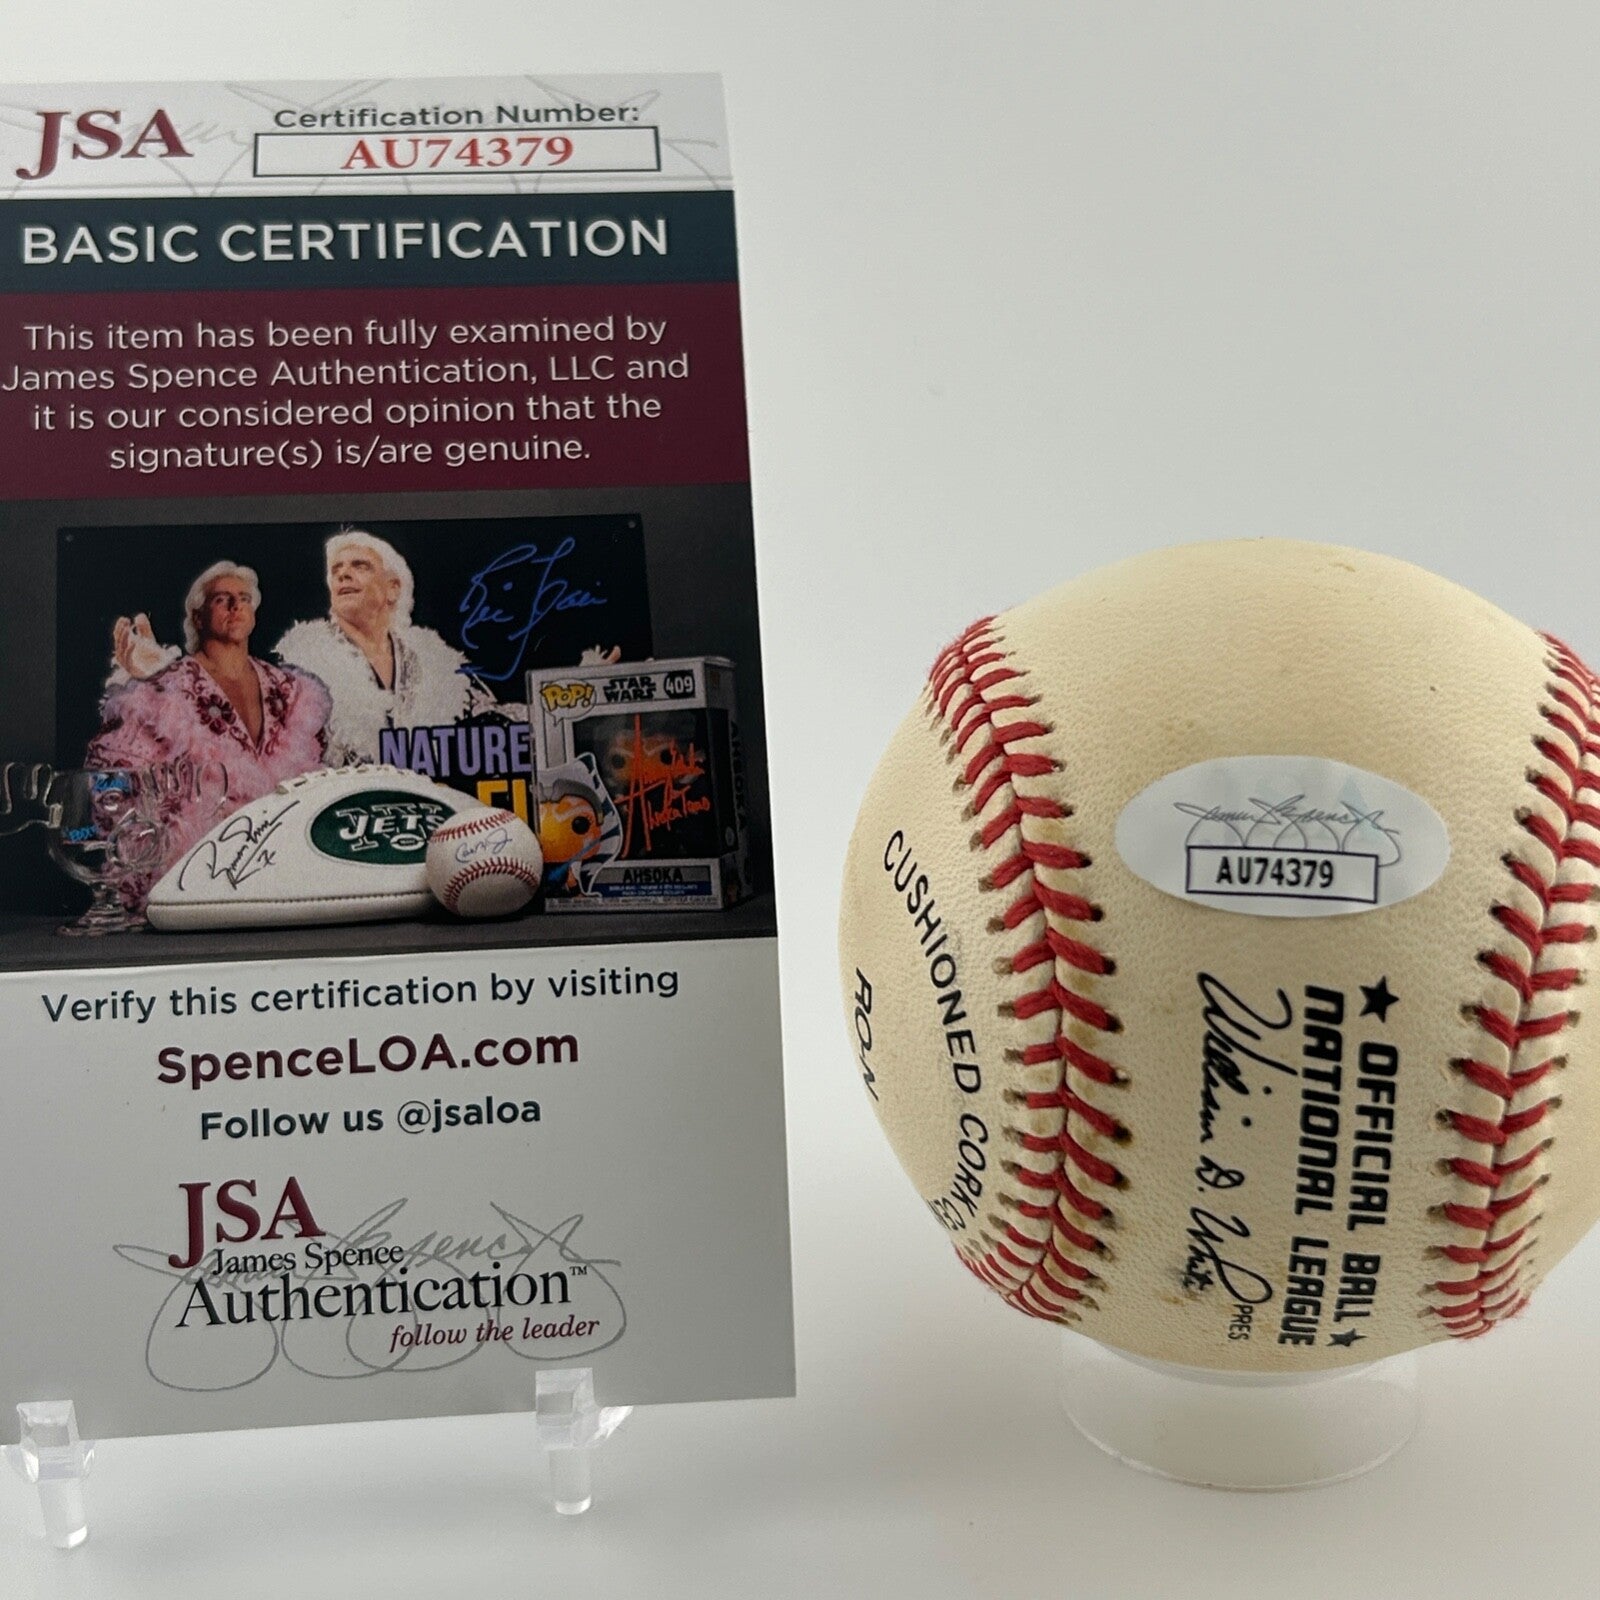 JSA
Certification Number:
AU74379
BASIC CERTIFICATION
This item has been fully examined by
James Spence Authentication, LLC and
it is our considered opinion that the
signature(s) is/are genuine.
NATURE
POP!
STAR
WARS
409
JETS
AHSOKA
Verify this certification by visiting
SpenceLOA.com
Follow us @jsaloa
JSA
James Spence
Authentication™
follow the leader
AU74379
CUSHIONED CORK
★ OFFICIAL BALL ★
NATIONAL LEAGUE
William D. White
PRES